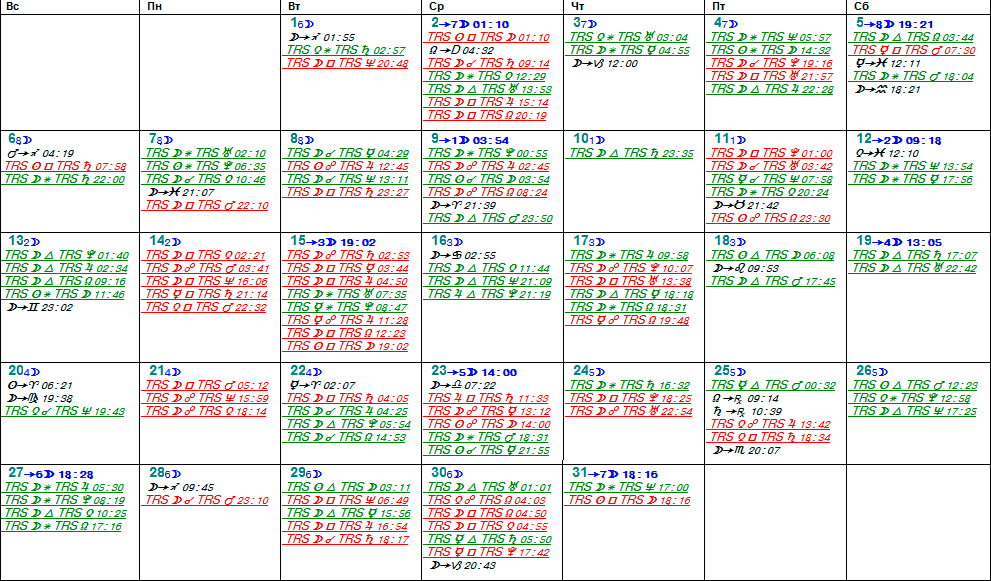 Вс
Пн
Вт
Ср
Чт
Пт
Сб
1 6☽
☽→♐ 01:55
TRS ♀ ✶ TRS ♄ 02:57
TRS ☽ □ TRS ♆ 20:48
2→7☽ 01:10
TRS ☉ □ TRS ☽ 01:10
☊→D 04:32
TRS ☽ ☌ TRS ♄ 09:14
TRS ☽ ✶ TRS ♀ 12:29
TRS ☽ △ TRS ♅ 13:53
TRS ☽ □ TRS ♃ 15:14
TRS ☽ □ TRS ☊ 20:19
3 7☽
TRS ♀ ✶ TRS ♅ 03:04
TRS ☽ ✶ TRS ☿ 04:55
☽→♑ 12:00
4 7☽
TRS ☽ ✶ TRS ♆ 05:57
TRS ☉ ✶ TRS ☽ 14:32
TRS ☽ ☌ TRS ♇ 19:16
TRS ☽ □ TRS ♅ 21:57
TRS ☽ △ TRS ♃ 22:28
5→8☽ 19:21
TRS ☽ △ TRS ☊ 03:44
TRS ☿ □ TRS ♂ 07:30
☿→♓ 12:11
TRS ☽ ✶ TRS ♂ 18:04
☽→♒ 18:21
6 8☽
♂→♐ 04:19
TRS ☉ □ TRS ♄ 07:58
TRS ☽ ✶ TRS ♄ 22:00
7 8☽
TRS ☽ ✶ TRS ♅ 02:10
TRS ☉ ✶ TRS ♇ 06:35
TRS ☽ ☌ TRS ♀ 10:46
☽→♓ 21:07
TRS ☽ □ TRS ♂ 22:10
8 8☽
TRS ☽ ☌ TRS ☿ 04:29
TRS ☉ ☍ TRS ♃ 12:45
TRS ☽ ☌ TRS ♆ 13:11
TRS ☽ □ TRS ♄ 23:27
9→1☽ 03:54
TRS ☽ ✶ TRS ♇ 00:55
TRS ☽ ☍ TRS ♃ 02:45
TRS ☉ ☌ TRS ☽ 03:54
TRS ☽ ☍ TRS ☊ 08:24
☽→♈ 21:39
TRS ☽ △ TRS ♂ 23:50
10 1☽
TRS ☽ △ TRS ♄ 23:35
11 1☽
TRS ☽ □ TRS ♇ 01:00
TRS ☽ ☌ TRS ♅ 03:42
TRS ☿ ☌ TRS ♆ 07:58
TRS ☽ ✶ TRS ♀ 20:24
☽→♉ 21:42
TRS ☉ ☍ TRS ☊ 23:30
12→2☽ 09:18
♀→♓ 12:10
TRS ☽ ✶ TRS ♆ 13:54
TRS ☽ ✶ TRS ☿ 17:56
13 2☽
TRS ☽ △ TRS ♇ 01:40
TRS ☽ △ TRS ♃ 02:34
TRS ☽ △ TRS ☊ 09:16
TRS ☉ ✶ TRS ☽ 11:46
☽→♊ 23:02
14 2☽
TRS ☽ □ TRS ♀ 02:21
TRS ☽ ☍ TRS ♂ 03:41
TRS ☽ □ TRS ♆ 16:06
TRS ☿ □ TRS ♄ 21:14
TRS ♀ □ TRS ♂ 22:32
15→3☽ 19:02
TRS ☽ ☍ TRS ♄ 02:53
TRS ☽ □ TRS ☿ 03:44
TRS ☽ □ TRS ♃ 04:50
TRS ☽ ✶ TRS ♅ 07:35
TRS ☿ ✶ TRS ♇ 08:47
TRS ☿ ☍ TRS ♃ 11:28
TRS ☽ □ TRS ☊ 12:23
TRS ☉ □ TRS ☽ 19:02
16 3☽
☽→♋ 02:55
TRS ☽ △ TRS ♀ 11:44
TRS ☽ △ TRS ♆ 21:09
TRS ♃ △ TRS ♇ 21:19
17 3☽
TRS ☽ ✶ TRS ♃ 09:58
TRS ☽ ☍ TRS ♇ 10:07
TRS ☽ □ TRS ♅ 13:38
TRS ☽ △ TRS ☿ 18:18
TRS ☽ ✶ TRS ☊ 18:31
TRS ☿ ☍ TRS ☊ 19:48
18 3☽
TRS ☉ △ TRS ☽ 06:08
☽→♌ 09:53
TRS ☽ △ TRS ♂ 17:45
19→4☽ 13:05
TRS ☽ △ TRS ♄ 17:07
TRS ☽ △ TRS ♅ 22:42
20 4☽
☉→♈ 06:21
☽→♍ 19:38
TRS ♀ ☌ TRS ♆ 19:43
21 4☽
TRS ☽ □ TRS ♂ 05:12
TRS ☽ ☍ TRS ♆ 15:59
TRS ☽ ☍ TRS ♀ 18:14
22 4☽
☿→♈ 02:07
TRS ☽ □ TRS ♄ 04:05
TRS ☽ ☌ TRS ♃ 04:25
TRS ☽ △ TRS ♇ 05:54
TRS ☽ ☌ TRS ☊ 14:53
23→5☽ 14:00
☽→♎ 07:22
TRS ♃ □ TRS ♄ 11:33
TRS ☽ ☍ TRS ☿ 13:12
TRS ☉ ☍ TRS ☽ 14:00
TRS ☽ ✶ TRS ♂ 18:31
TRS ☉ ☌ TRS ☿ 21:55
24 5☽
TRS ☽ ✶ TRS ♄ 16:32
TRS ☽ □ TRS ♇ 18:25
TRS ☽ ☍ TRS ♅ 22:54
25 5☽
TRS ☿ △ TRS ♂ 00:32
☊→℞ 09:14
♄→℞ 10:39
TRS ♀ ☍ TRS ♃ 13:42
TRS ♀ □ TRS ♄ 18:34
☽→♏ 20:07
26 5☽
TRS ☉ △ TRS ♂ 12:23
TRS ♀ ✶ TRS ♇ 12:58
TRS ☽ △ TRS ♆ 17:25
27→6☽ 18:28
TRS ☽ ✶ TRS ♃ 05:30
TRS ☽ ✶ TRS ♇ 08:19
TRS ☽ △ TRS ♀ 10:25
TRS ☽ ✶ TRS ☊ 17:16
28 6☽
☽→♐ 09:45
TRS ☽ ☌ TRS ♂ 23:10
29 6☽
TRS ☉ △ TRS ☽ 03:11
TRS ☽ □ TRS ♆ 06:49
TRS ☽ △ TRS ☿ 15:56
TRS ☽ □ TRS ♃ 16:54
TRS ☽ ☌ TRS ♄ 18:17
30 6☽
TRS ☽ △ TRS ♅ 01:01
TRS ♀ ☍ TRS ☊ 04:03
TRS ☽ □ TRS ☊ 04:50
TRS ☽ □ TRS ♀ 04:55
TRS ☿ △ TRS ♄ 05:50
TRS ☿ □ TRS ♇ 17:42
☽→♑ 20:43
31→7☽ 18:16
TRS ☽ ✶ TRS ♆ 17:00
TRS ☉ □ TRS ☽ 18:16